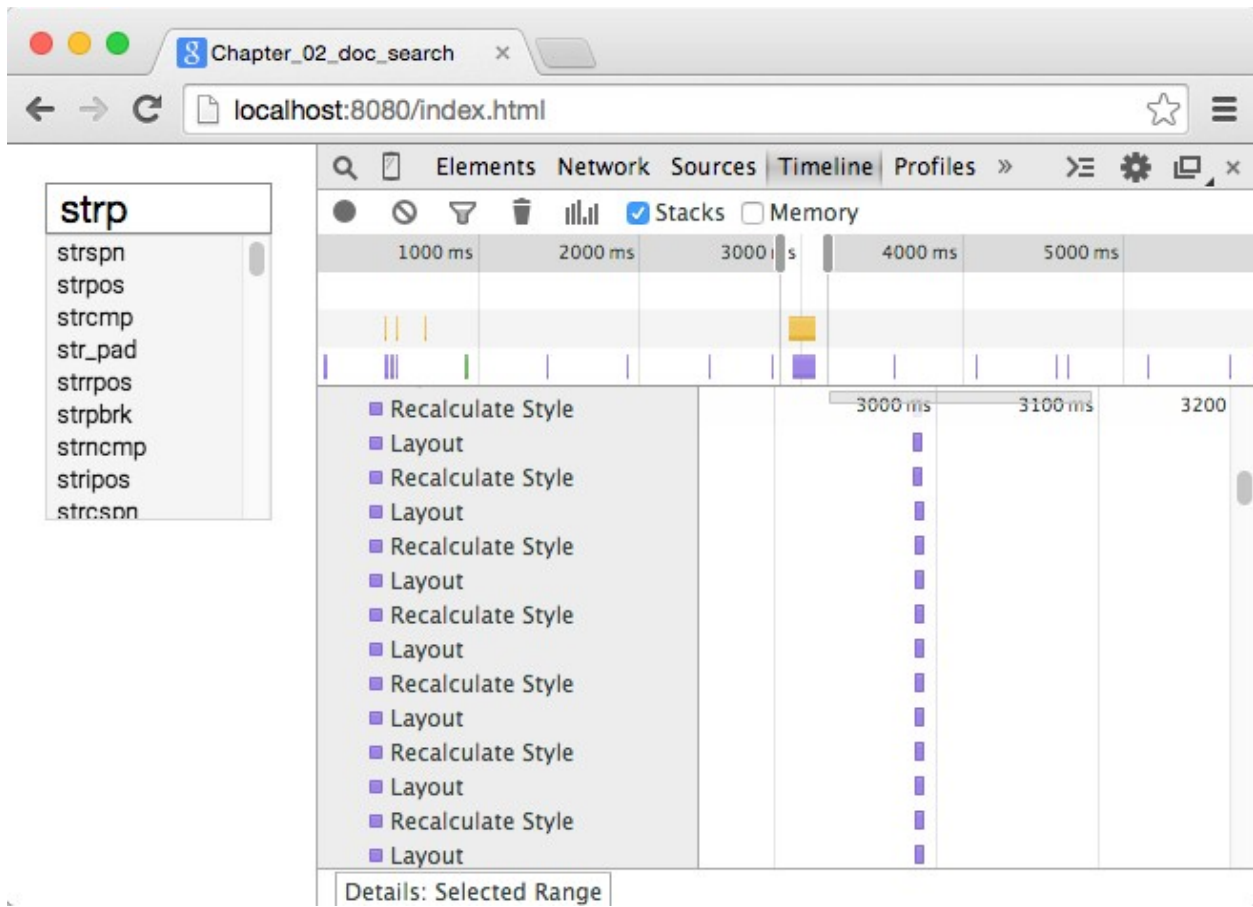 Chapter_02_doc_search
localhost:8080/index.html
Elements Network Sources Timeline Profiles »
Stacks Memory
strp
strspn
strpos
strcmp
str_pad
strrpos
strpbrk
strncmp
stripos
strcspn
1000 ms 2000 ms 3000 ms 4000 ms 5000 ms
3000 ms 3100 ms 3200
Recalculate Style
Layout
Recalculate Style
Layout
Recalculate Style
Layout
Recalculate Style
Layout
Recalculate Style
Layout
Recalculate Style
Layout
Recalculate Style
Layout
Details: Selected Range